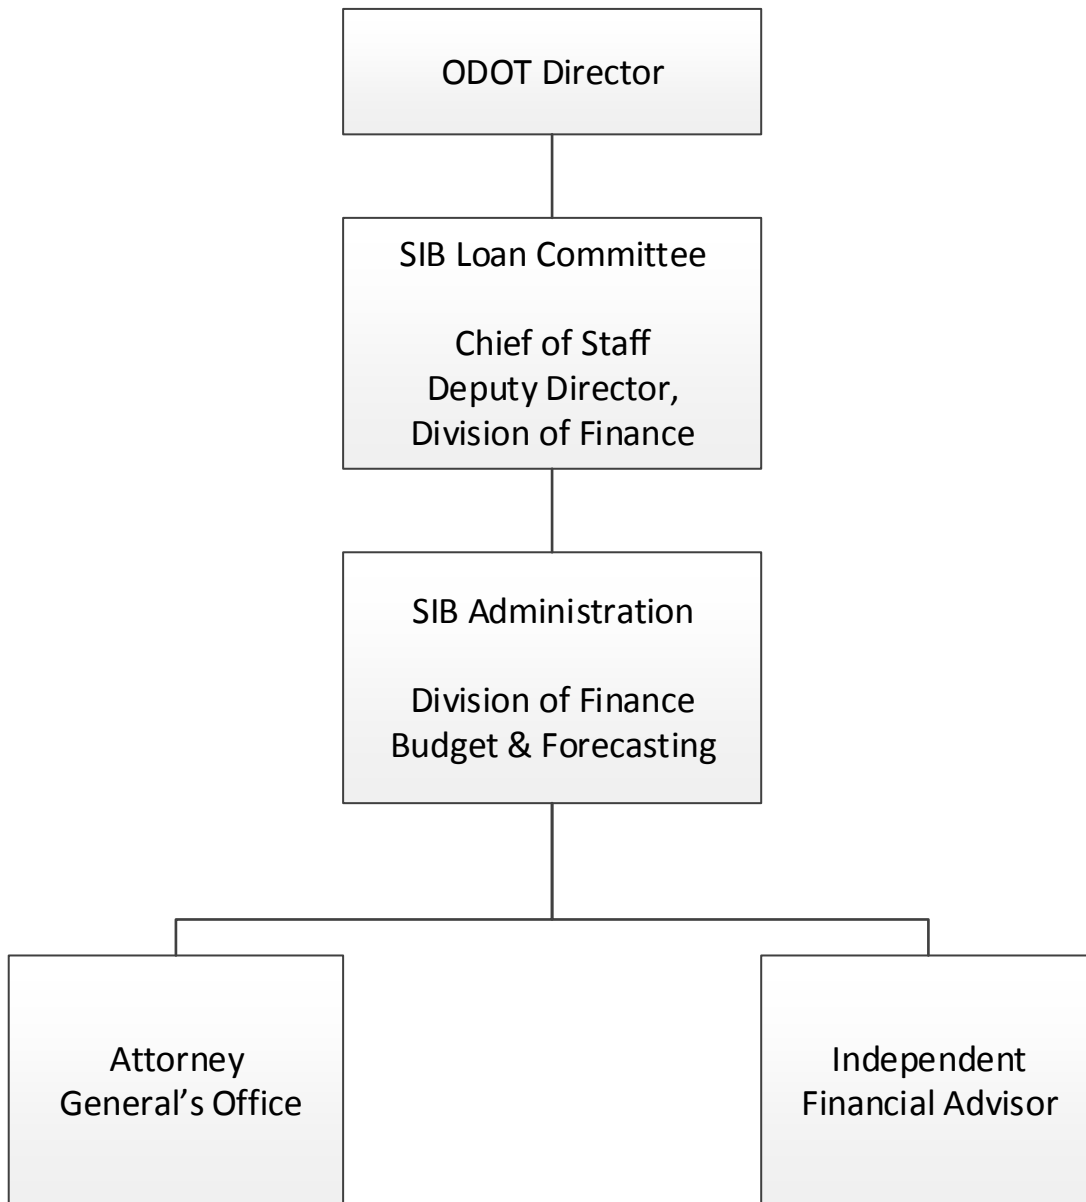 ODOT Director
SIB Loan Committee
Chief of Staff
Deputy Director,
Division of Finance
SIB Administration
Division of Finance
Budget & Forecasting
Attorney
General’s Office
Independent
Financial Advisor